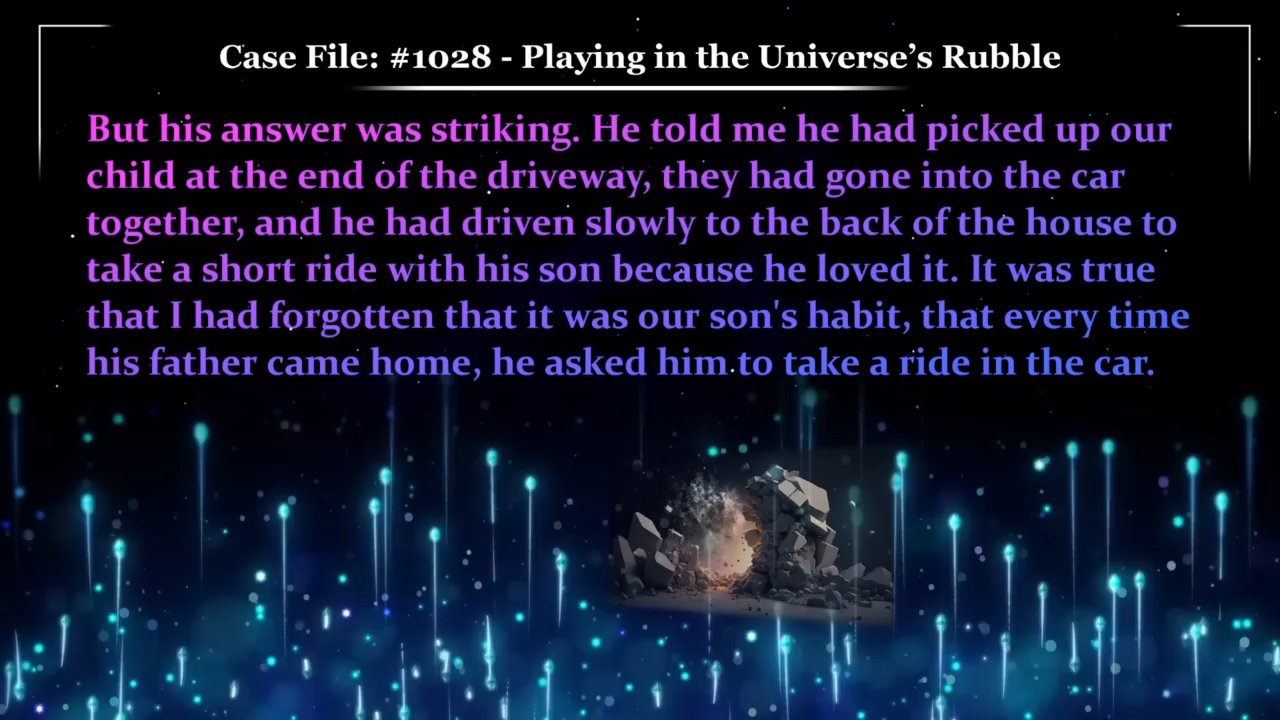 Case File: #1028 - Playing in the Universe’s Rubble
But his answer was striking. He told me he had picked up our
child at the end of the driveway, they had gone into the car
together, and he had driven slowly to the back of the house to
take a short ride with his son because he loved it. It was true
that I had forgotten that it was our son's habit, that every time
his father came home, he asked him to take a ride in the car.